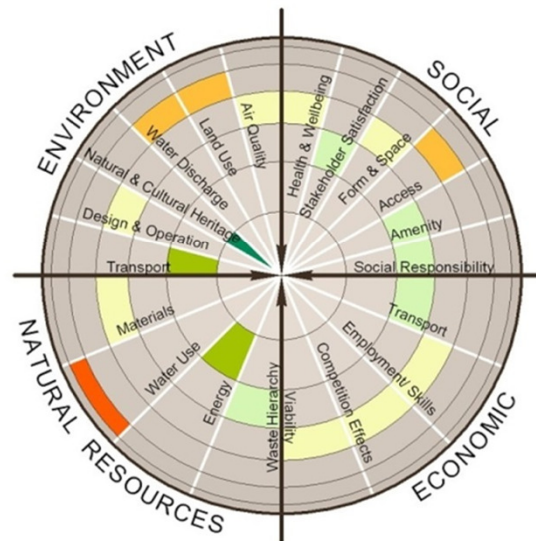 ENVIRONMENT
SOCIAL
NATURAL RESOURCES
ECONOMIC
Air Quality
Land Use
Water Discharge
Natural & Cultural Heritage
Design & Operation
Transport
Health & Wellbeing
Stakeholder Satisfaction
Form & Space
Access
Amenity
Social Responsibility
Materials
Water Use
Energy
Waste Hierarchy
Transport
Employment/ Skills
Competition Effects
Viability